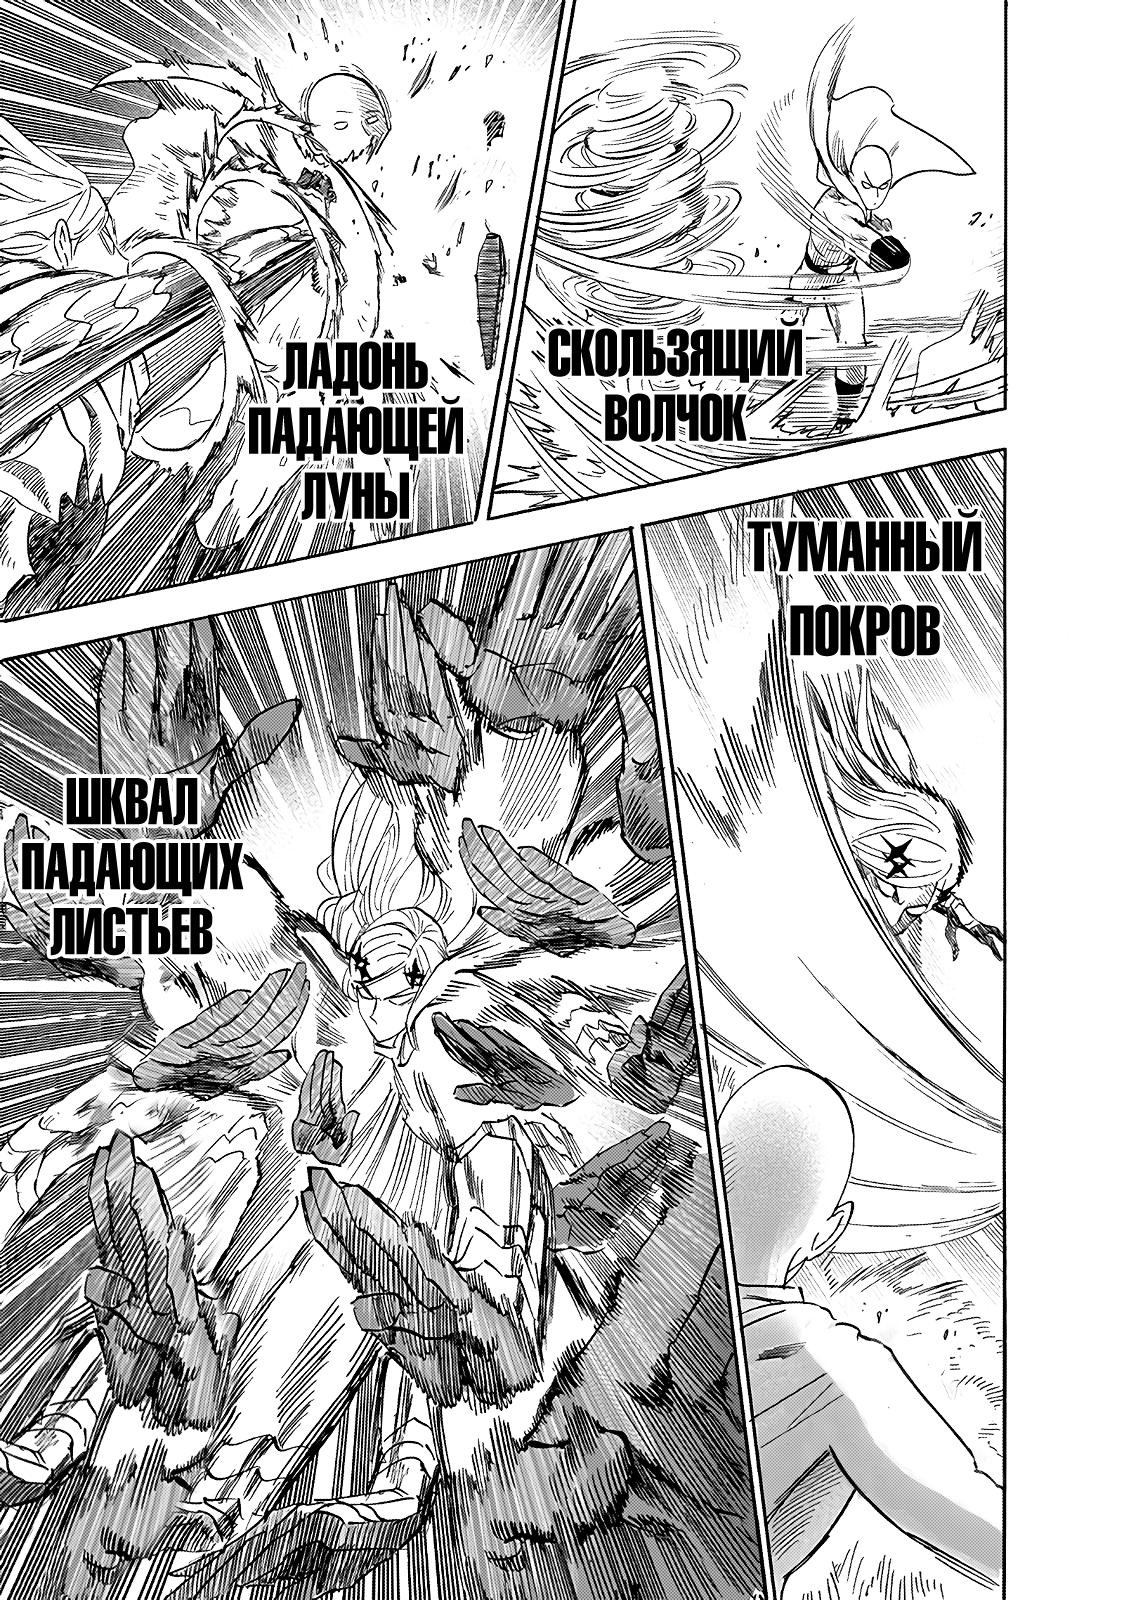 СКОЛЬЗЯЩИЙ
ВОЛЧОК
ЛАДОНЬ
ПАДАЮЩЕЙ
ЛУНЫ
ТУМАННЫЙ
ПОКРОВ
ШКВАЛ
ПАДАЮЩИХ
ЛИСТЬЕВ